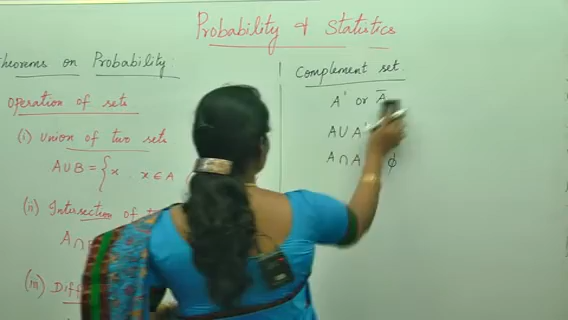 Probability & Statistics
Theorems on Probability:
Operation of sets
(i) Union of two sets
A∪B = {x . x ∈ A
(ii) Intersection of
A∩
(iii)
Complement set
A' or Ā
A∪A
A∩A φ